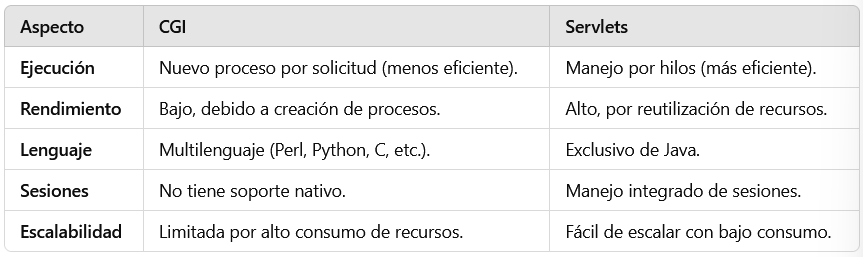 Aspecto CGI Servlets
Ejecución Nuevo proceso por solicitud (menos eficiente). Manejo por hilos (más eficiente).
Rendimiento Bajo, debido a creación de procesos. Alto, por reutilización de recursos.
Lenguaje Multilenguaje (Perl, Python, C, etc.). Exclusivo de Java.
Sesiones No tiene soporte nativo. Manejo integrado de sesiones.
Escalabilidad Limitada por alto consumo de recursos. Fácil de escalar con bajo consumo.